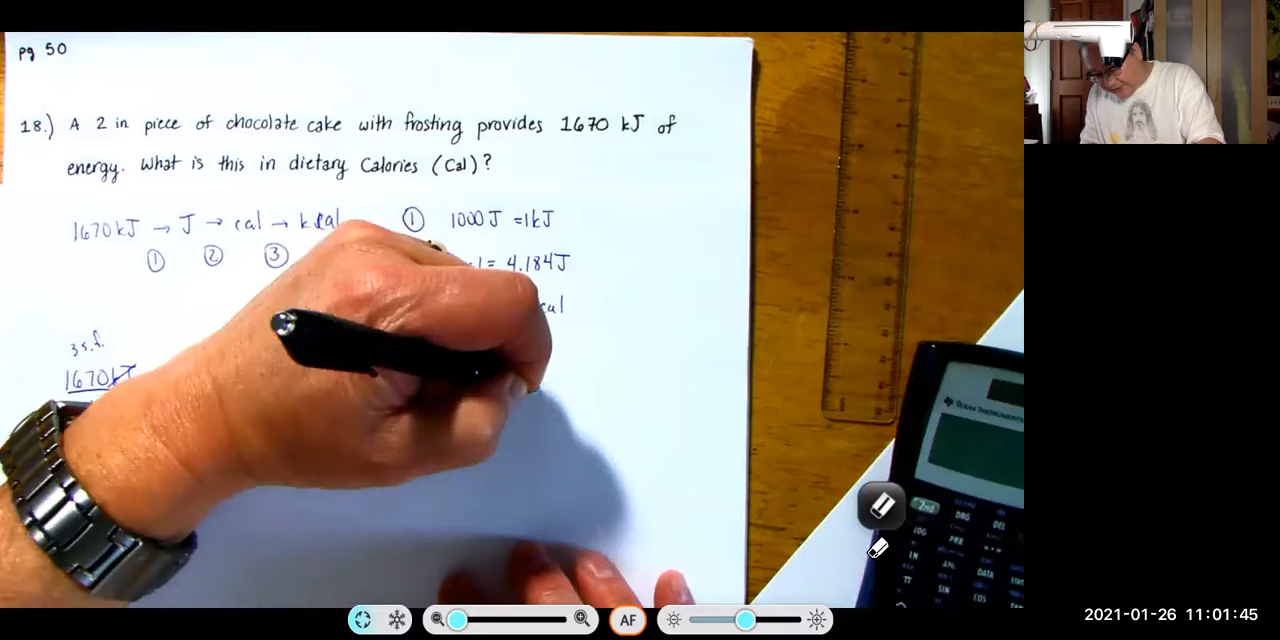 pg 50
18.) A 2 in piece of chocolate cake with frosting provides 1670 kJ of
energy. What is this in dietary Calories (Cal)?
1670 kJ → J → cal → kcal
① ② ③
① 1000 J = 1 kJ
= 4.184 J
3 s.f.
1670 kJ
TEXAS INSTRUMENTS
2nd DRG DEL
LOG PRB
LN DATA
π SIN COS
AF
2021-01-26 11:01:45